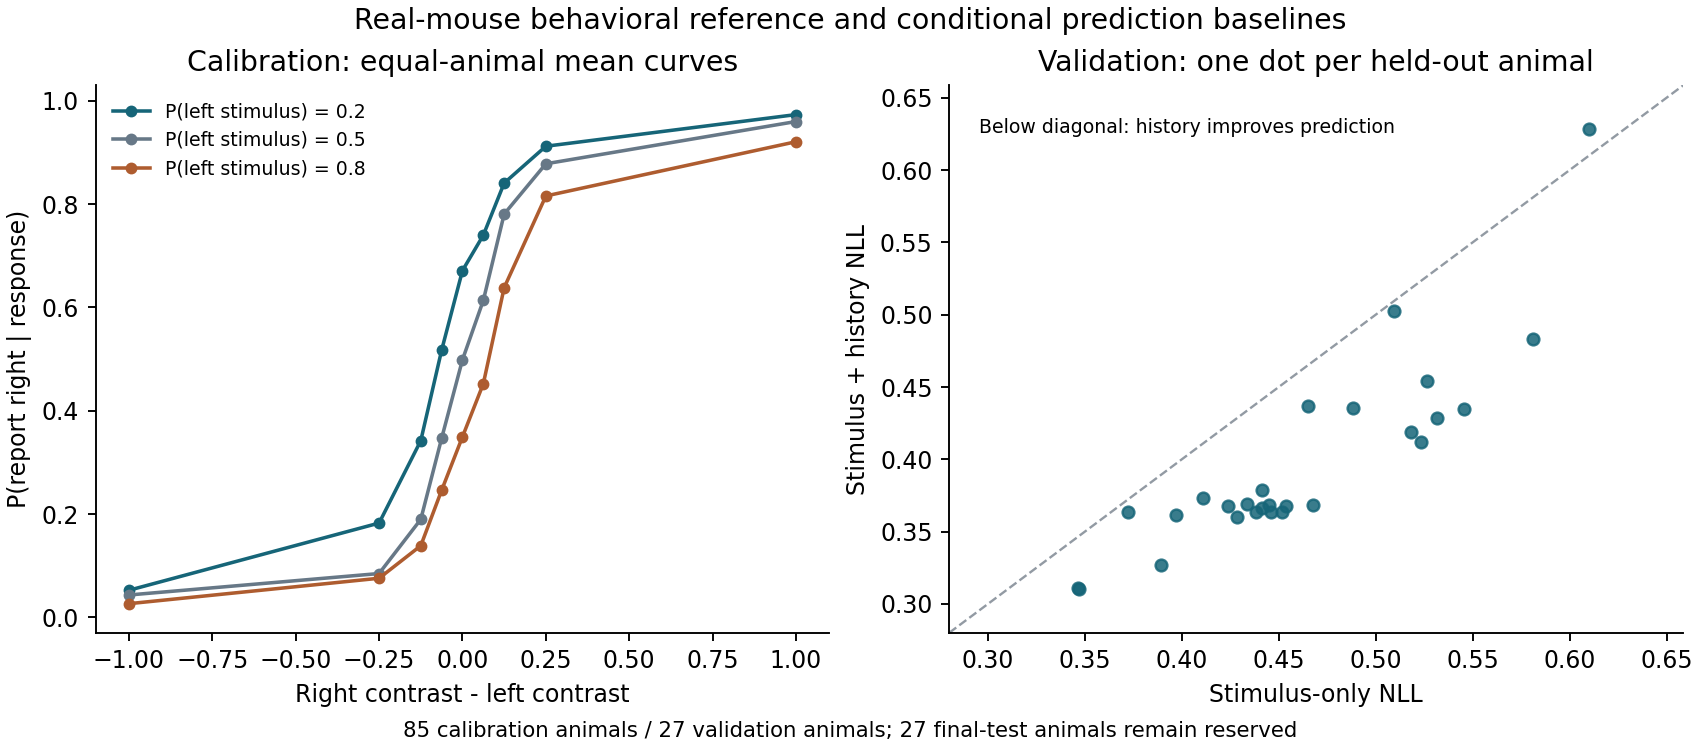 Real-mouse behavioral reference and conditional prediction baselines
Calibration: equal-animal mean curves
P(report right | response)
1.0
0.8
0.6
0.4
0.2
0.0
P(left stimulus) = 0.2
P(left stimulus) = 0.5
P(left stimulus) = 0.8
−1.00 −0.75 −0.50 −0.25 0.00 0.25 0.50 0.75 1.00
Right contrast - left contrast
Validation: one dot per held-out animal
Stimulus + history NLL
0.65
0.60
0.55
0.50
0.45
0.40
0.35
0.30
Below diagonal: history improves prediction
0.30 0.35 0.40 0.45 0.50 0.55 0.60 0.65
Stimulus-only NLL
85 calibration animals / 27 validation animals; 27 final-test animals remain reserved